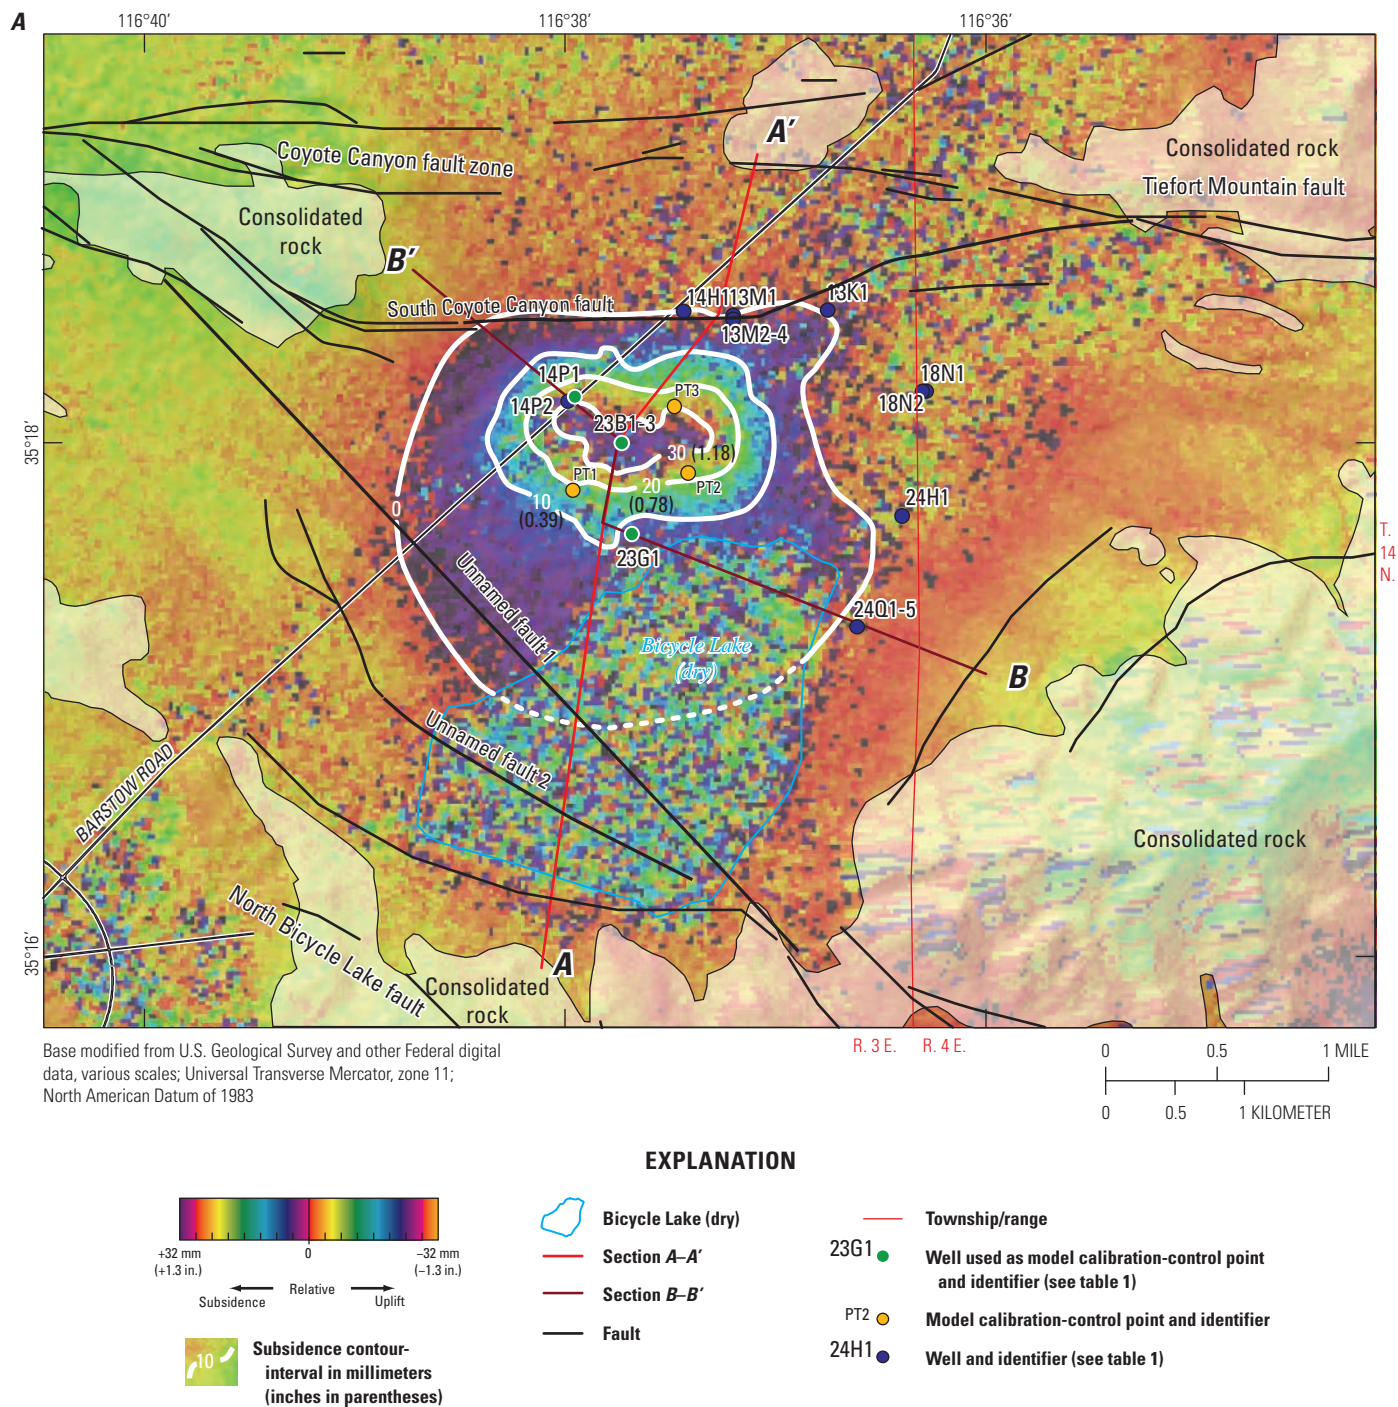 A
116°40′
116°38′
116°36′
A′
Coyote Canyon fault zone
Consolidated rock
Tiefort Mountain fault
Consolidated
rock
B′
South Coyote Canyon fault
14H1
13M1
13K1
13M2-4
14P1
14P2
PT3
18N1
18N2
23B1-3
35°18′
30 (1.18)
PT1
PT2
20
(0.78)
10
(0.39)
0
24H1
23G1
T.
14
N.
Unnamed fault 1
24Q1-5
Bicycle Lake
(dry)
B
Unnamed fault 2
BARSTOW ROAD
Consolidated rock
North Bicycle Lake fault
35°16′
A
Consolidated
rock
Base modified from U.S. Geological Survey and other Federal digital
data, various scales; Universal Transverse Mercator, zone 11;
North American Datum of 1983
R. 3 E.
R. 4 E.
0 0.5 1 MILE
0 0.5 1 KILOMETER
EXPLANATION
+32 mm
(+1.3 in.)
0
−32 mm
(−1.3 in.)
Relative
Subsidence
Uplift
10
Subsidence contour-
interval in millimeters
(inches in parentheses)
Bicycle Lake (dry)
Section A–A′
Section B–B′
Fault
Township/range
23G1
Well used as model calibration-control point
and identifier (see table 1)
PT2
Model calibration-control point and identifier
24H1
Well and identifier (see table 1)